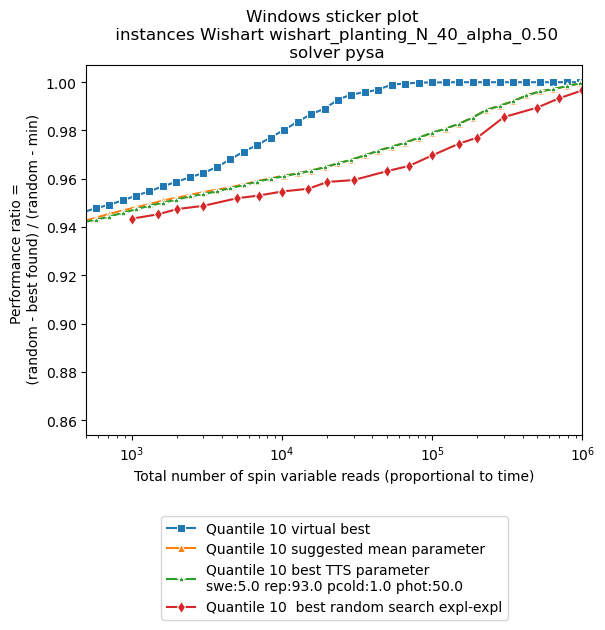 Windows sticker plot
instances Wishart wishart_planting_N_40_alpha_0.50
solver pysa
Performance ratio =
(random - best found) / (random - min)
1.00
0.98
0.96
0.94
0.92
0.90
0.88
0.86
10³
10⁴
10⁵
10⁶
Total number of spin variable reads (proportional to time)
Quantile 10 virtual best
Quantile 10 suggested mean parameter
Quantile 10 best TTS parameter
swe:5.0 rep:93.0 pcold:1.0 phot:50.0
Quantile 10  best random search expl-expl